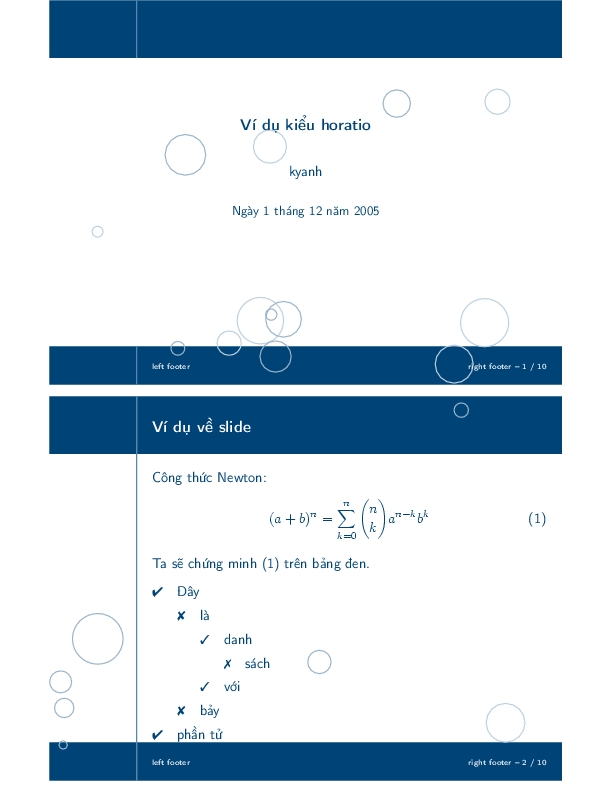 Ví dụ kiểu horatio
kyanh
Ngày 1 tháng 12 năm 2005
left footer
right footer – 1 / 10
Ví dụ về slide
Công thức Newton:
(a + b)^n = \sum_{k=0}^{n} \binom{n}{k} a^{n-k} b^k (1)
Ta sẽ chứng minh (1) trên bảng đen.
✔ Đây
✘ là
✓ danh
✗ sách
✓ với
✘ bảy
✔ phần tử
left footer
right footer – 2 / 10